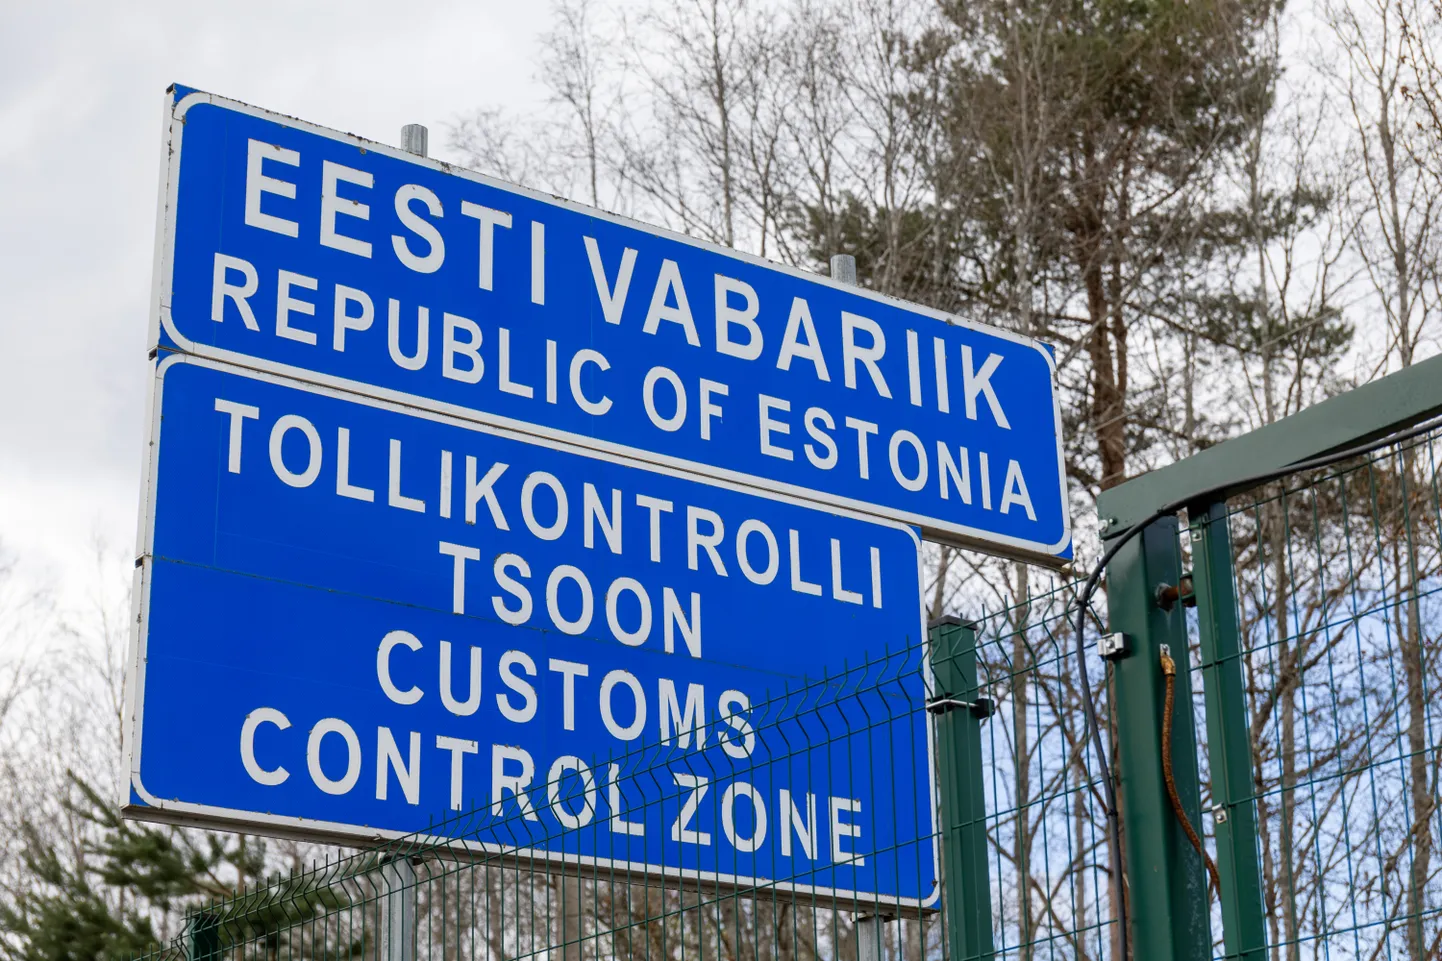 EESTI VABARIIK
REPUBLIC OF ESTONIA
TOLLIKONTROLLI
TSOON
CUSTOMS
CONTROL ZONE